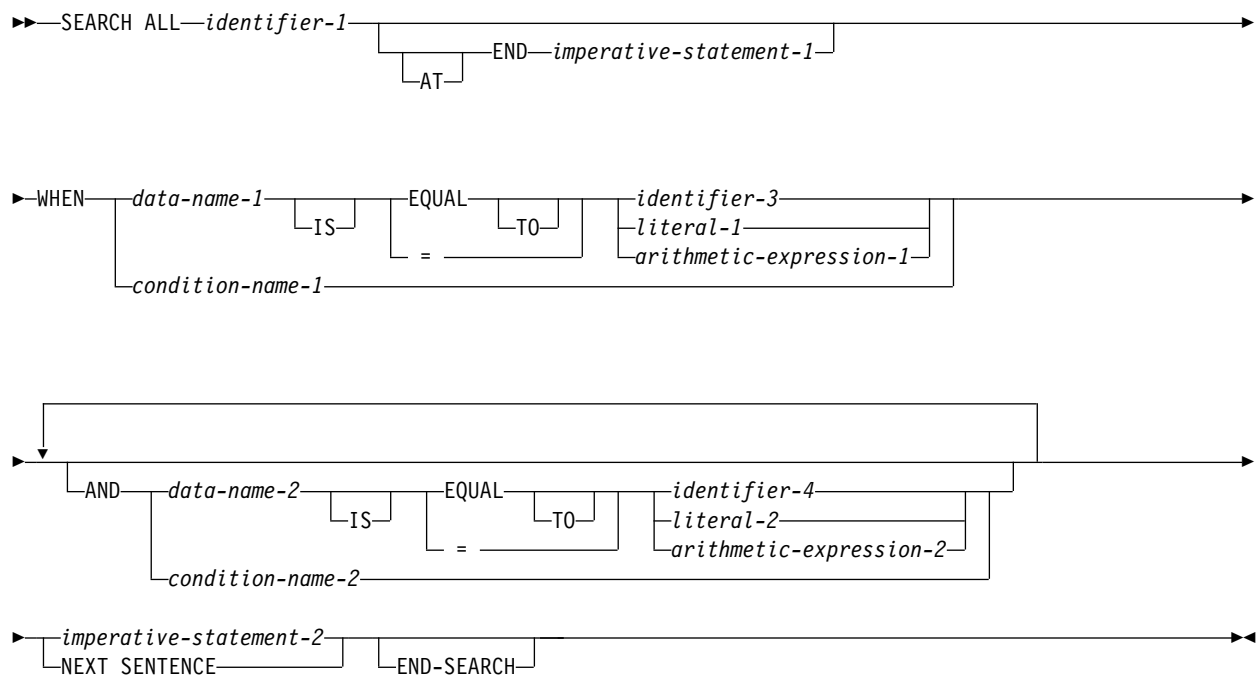 SEARCH ALL identifier-1
END imperative-statement-1
AT
WHEN data-name-1 EQUAL identifier-3
IS TO literal-1
= arithmetic-expression-1
condition-name-1
AND data-name-2 EQUAL identifier-4
IS TO literal-2
= arithmetic-expression-2
condition-name-2
imperative-statement-2
NEXT SENTENCE END-SEARCH